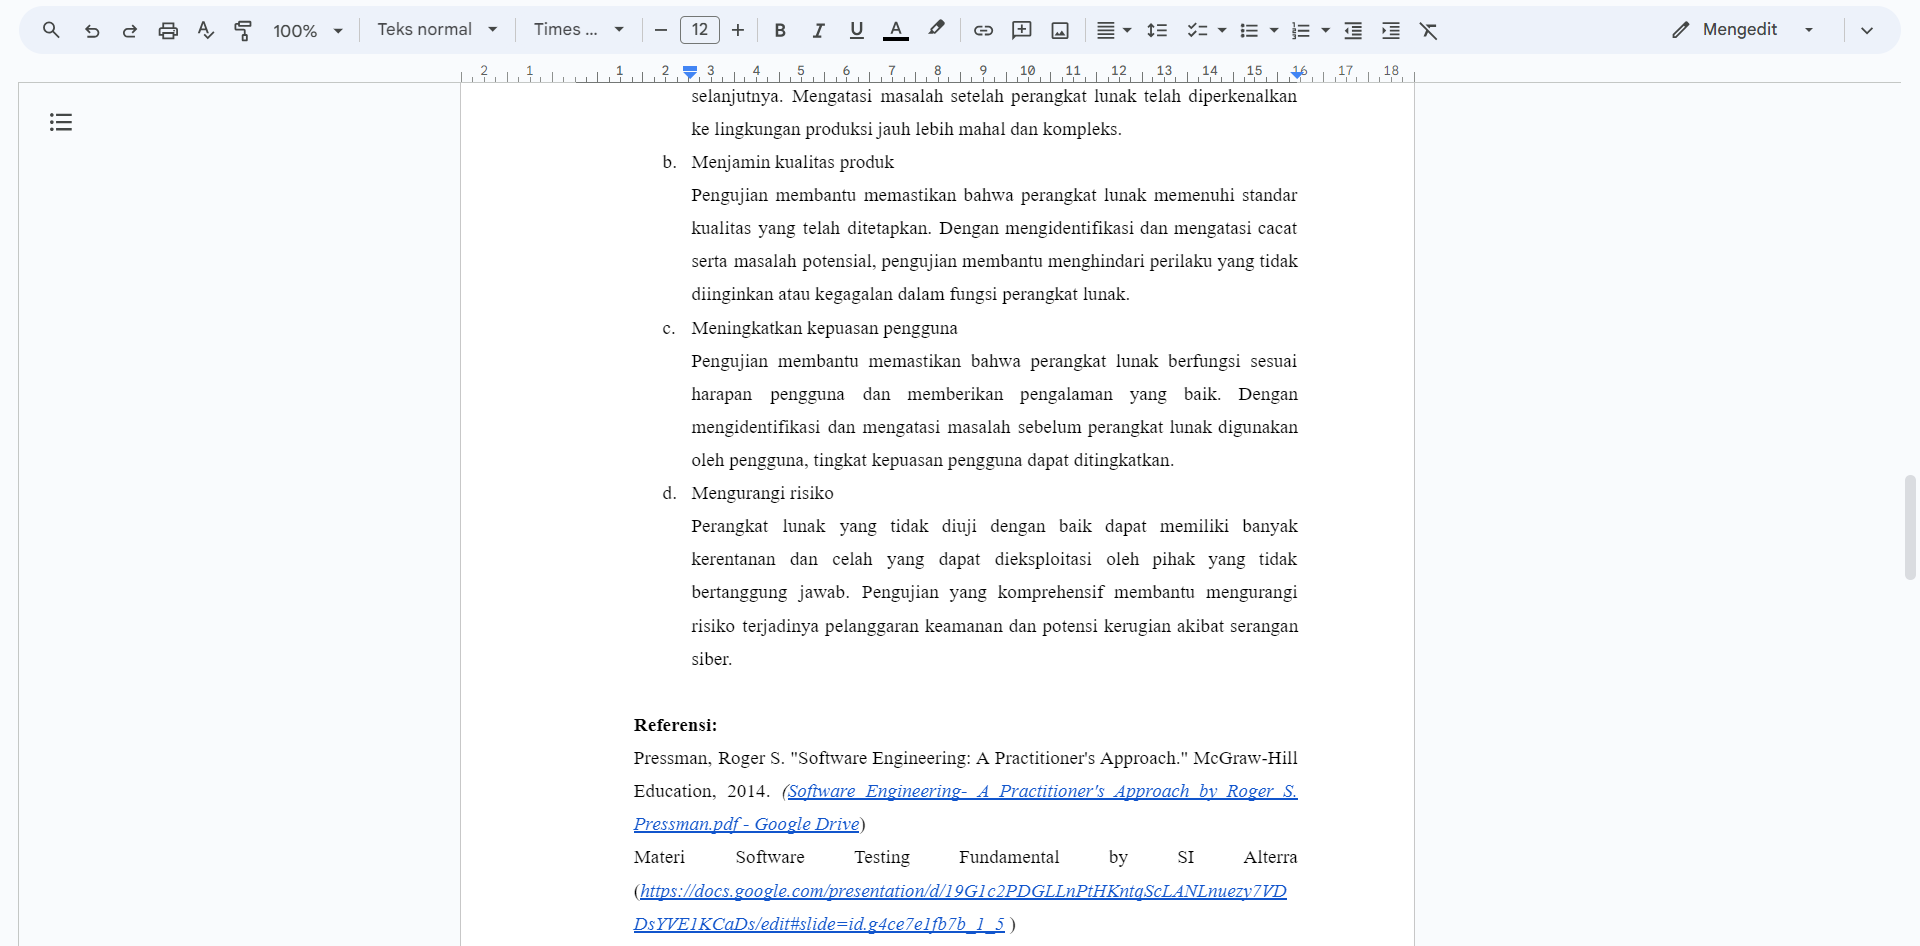 100%
Teks normal
Times ...
12
B I U A
Mengedit
2 1 1 2 3 4 5 6 7 8 9 10 11 12 13 14 15 16 17 18
selanjutnya. Mengatasi masalah setelah perangkat lunak telah diperkenalkan
ke lingkungan produksi jauh lebih mahal dan kompleks.
b. Menjamin kualitas produk
Pengujian membantu memastikan bahwa perangkat lunak memenuhi standar
kualitas yang telah ditetapkan. Dengan mengidentifikasi dan mengatasi cacat
serta masalah potensial, pengujian membantu menghindari perilaku yang tidak
diinginkan atau kegagalan dalam fungsi perangkat lunak.
c. Meningkatkan kepuasan pengguna
Pengujian membantu memastikan bahwa perangkat lunak berfungsi sesuai
harapan pengguna dan memberikan pengalaman yang baik. Dengan
mengidentifikasi dan mengatasi masalah sebelum perangkat lunak digunakan
oleh pengguna, tingkat kepuasan pengguna dapat ditingkatkan.
d. Mengurangi risiko
Perangkat lunak yang tidak diuji dengan baik dapat memiliki banyak
kerentanan dan celah yang dapat dieksploitasi oleh pihak yang tidak
bertanggung jawab. Pengujian yang komprehensif membantu mengurangi
risiko terjadinya pelanggaran keamanan dan potensi kerugian akibat serangan
siber.
Referensi:
Pressman, Roger S. "Software Engineering: A Practitioner's Approach." McGraw-Hill
Education, 2014. (Software Engineering- A Practitioner's Approach by Roger S.
Pressman.pdf - Google Drive)
Materi Software Testing Fundamental by SI Alterra
(https://docs.google.com/presentation/d/19G1c2PDGLLnPtHKntqScLANLnuezy7VD
DsYVE1KCaDs/edit#slide=id.g4ce7e1fb7b_1_5 )